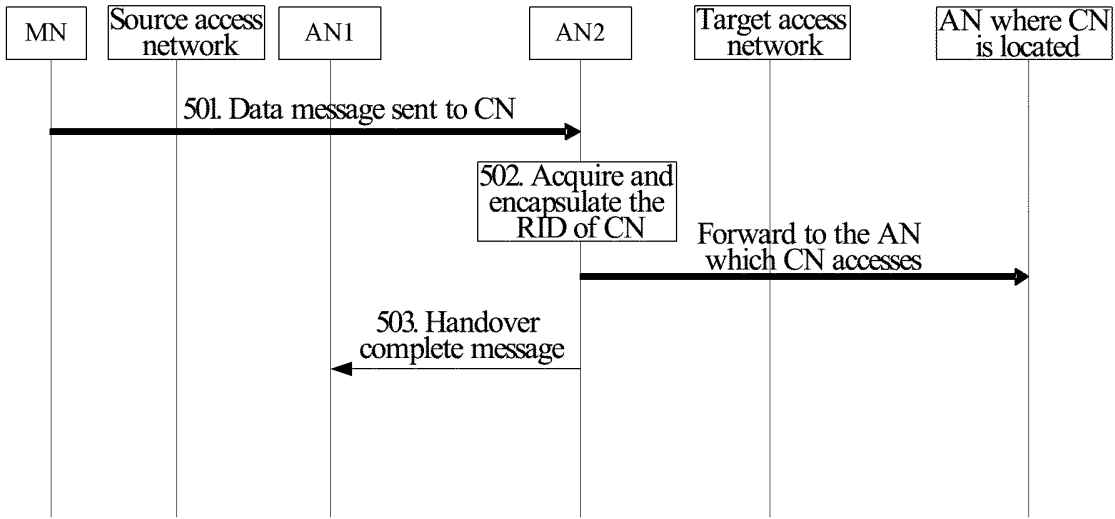 MN
Source access
network
AN1
AN2
Target access
network
AN where CN
is located
501. Data message sent to CN
502. Acquire and
encapsulate the
RID of CN
Forward to the AN
which CN accesses
503. Handover
complete message